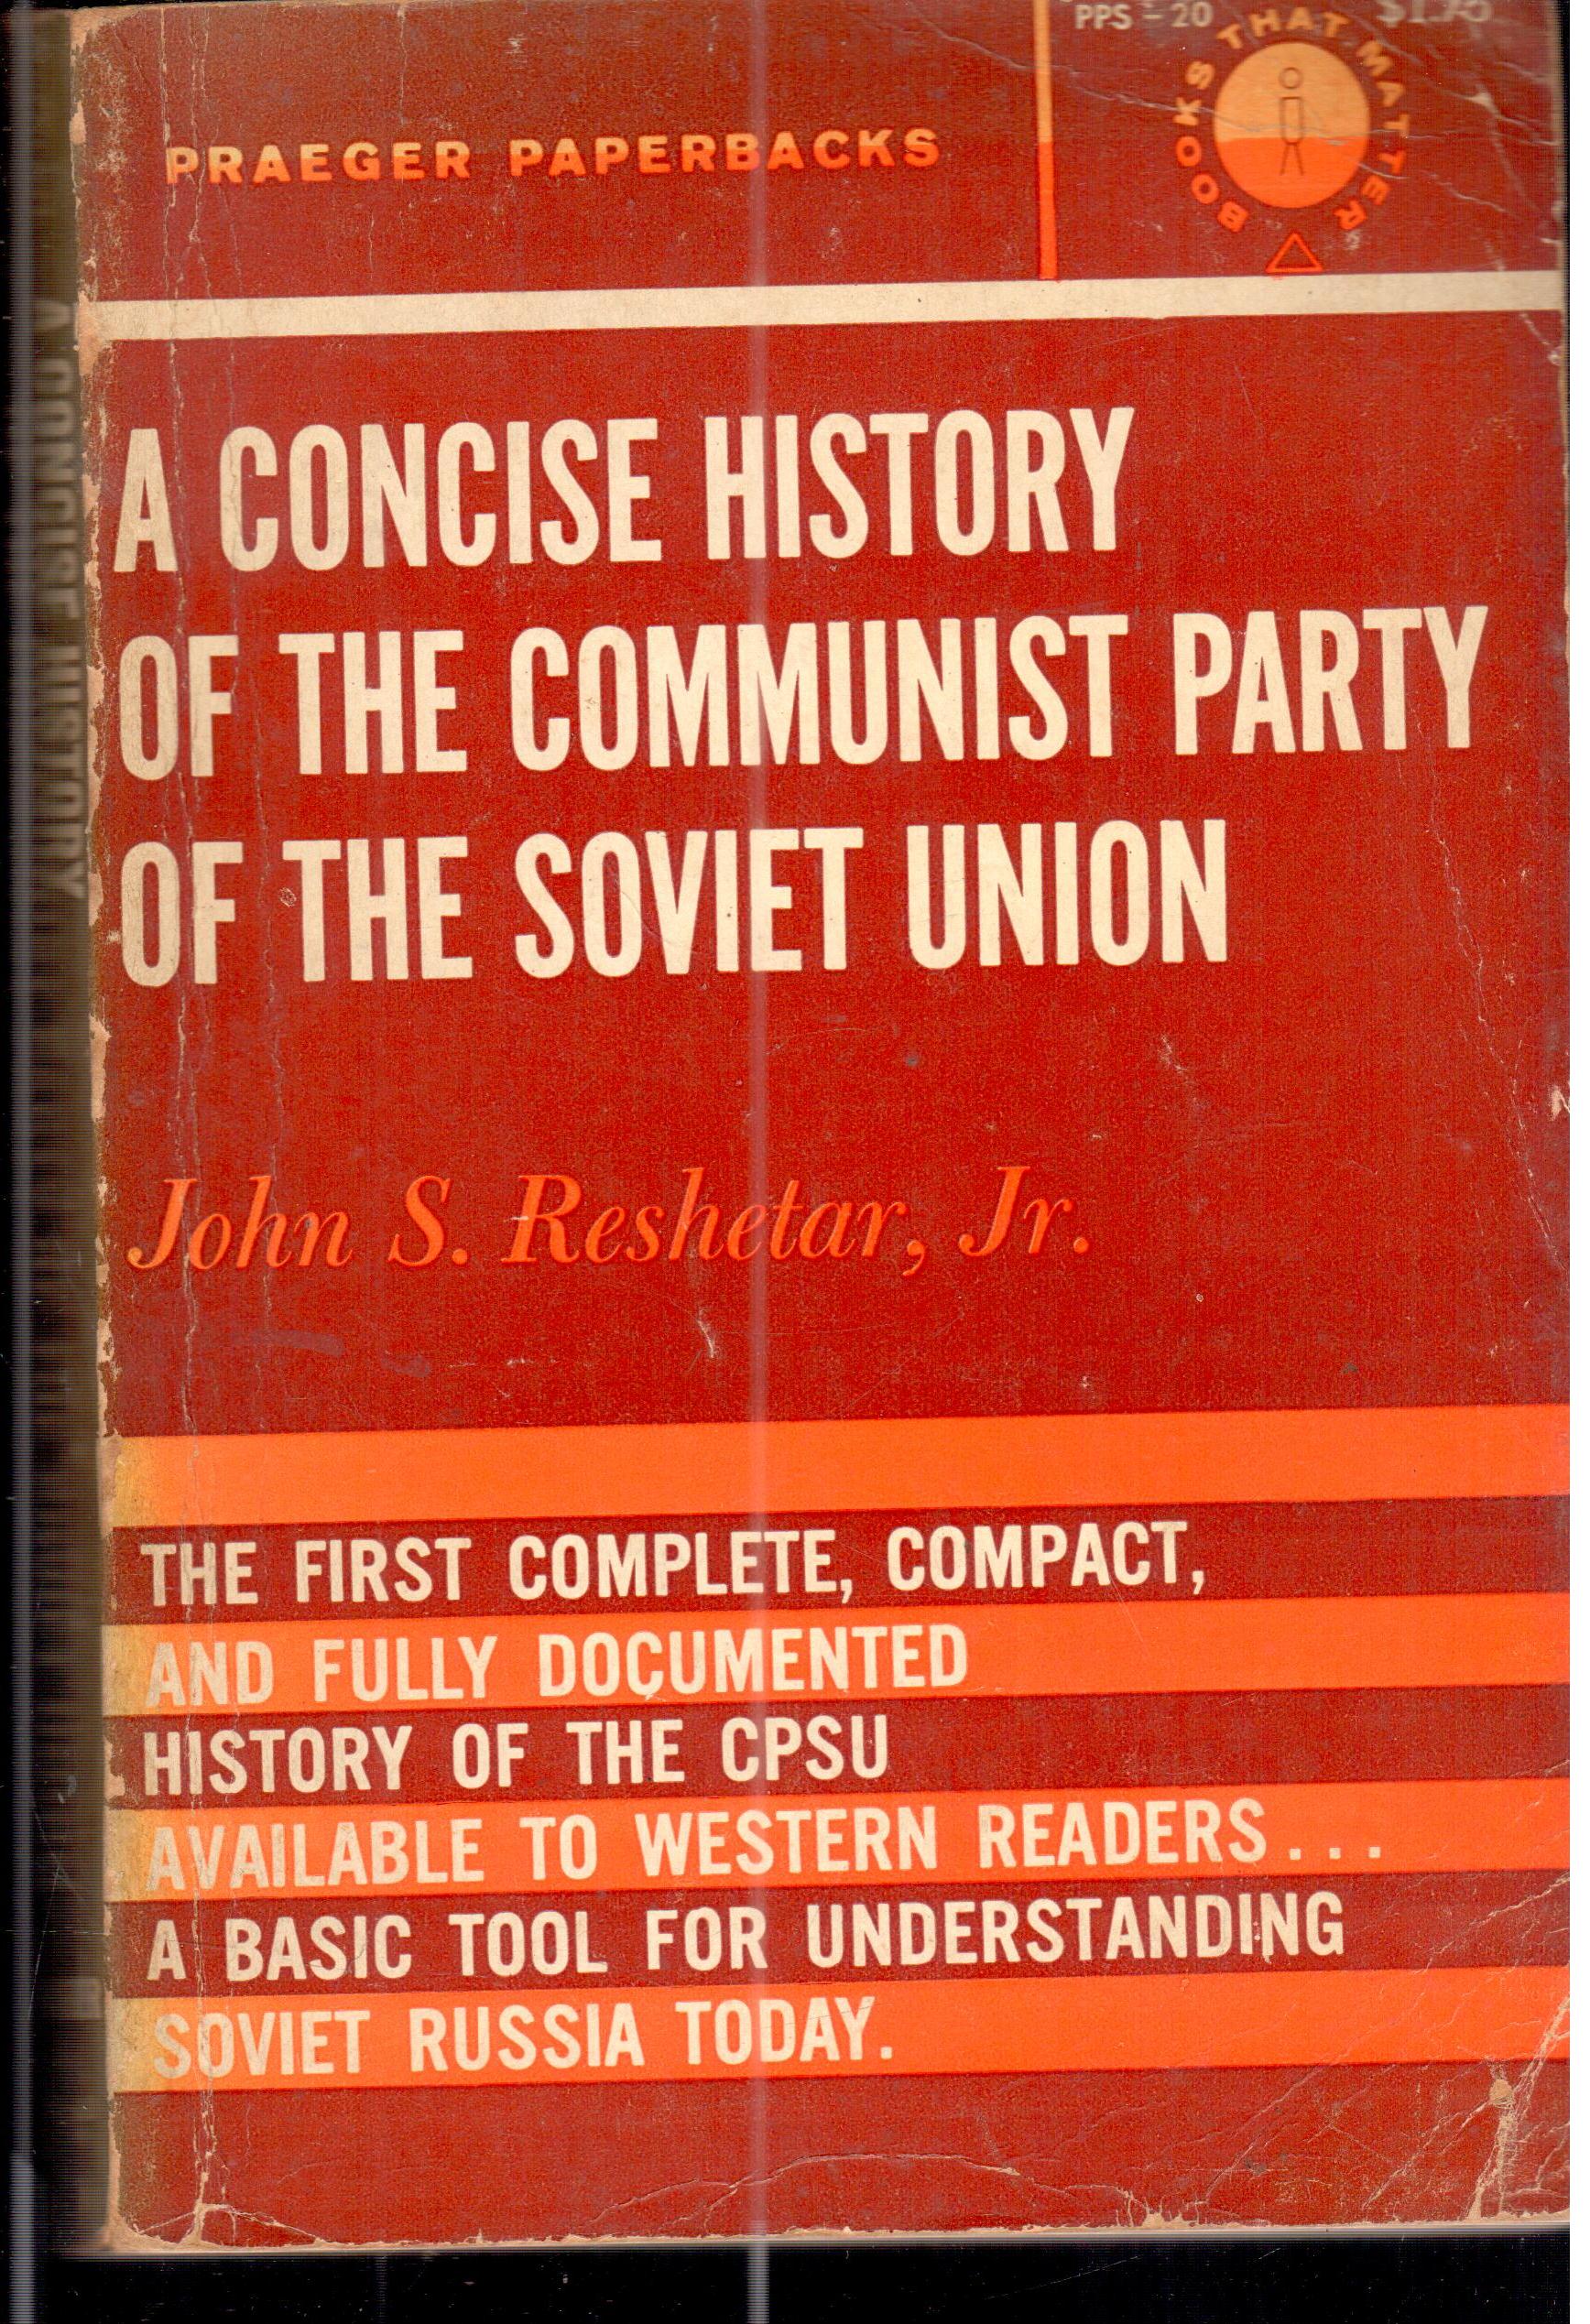 PPS - 20
BOOKS THAT MATTER
PRAEGER PAPERBACKS
A CONCISE HISTORY
OF THE COMMUNIST PARTY
OF THE SOVIET UNION
John S. Reshetar, Jr.
THE FIRST COMPLETE, COMPACT,
AND FULLY DOCUMENTED
HISTORY OF THE CPSU
AVAILABLE TO WESTERN READERS...
A BASIC TOOL FOR UNDERSTANDING
SOVIET RUSSIA TODAY.
A CONCISE HISTORY